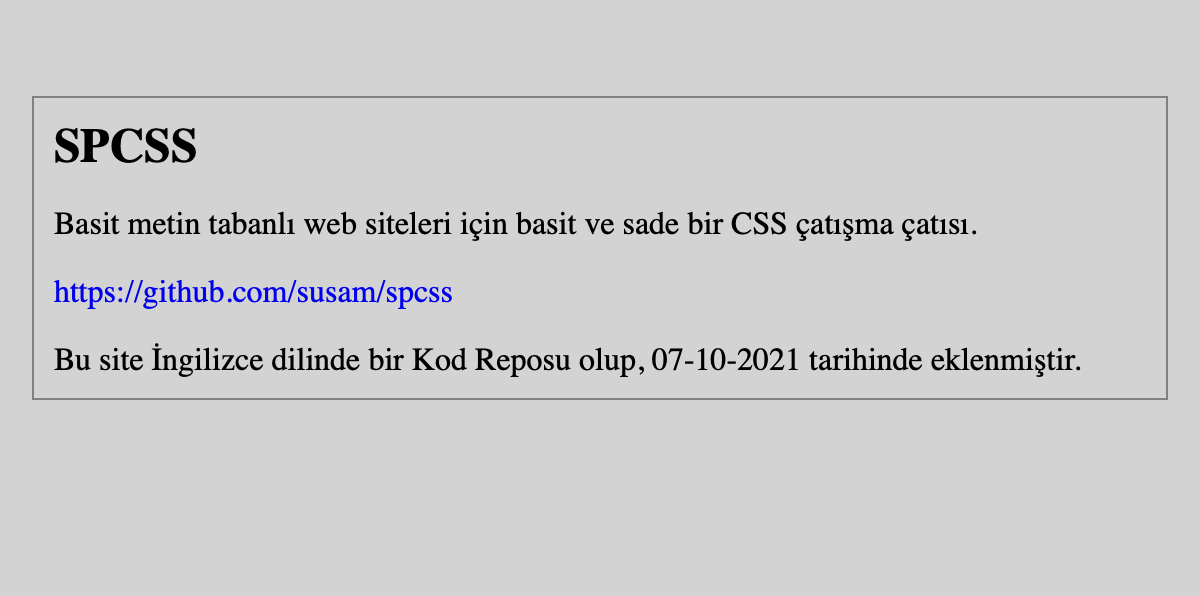 SPCSS
Basit metin tabanlı web siteleri için basit ve sade bir CSS çatışma çatısı.
https://github.com/susam/spcss
Bu site İngilizce dilinde bir Kod Reposu olup, 07-10-2021 tarihinde eklenmiştir.